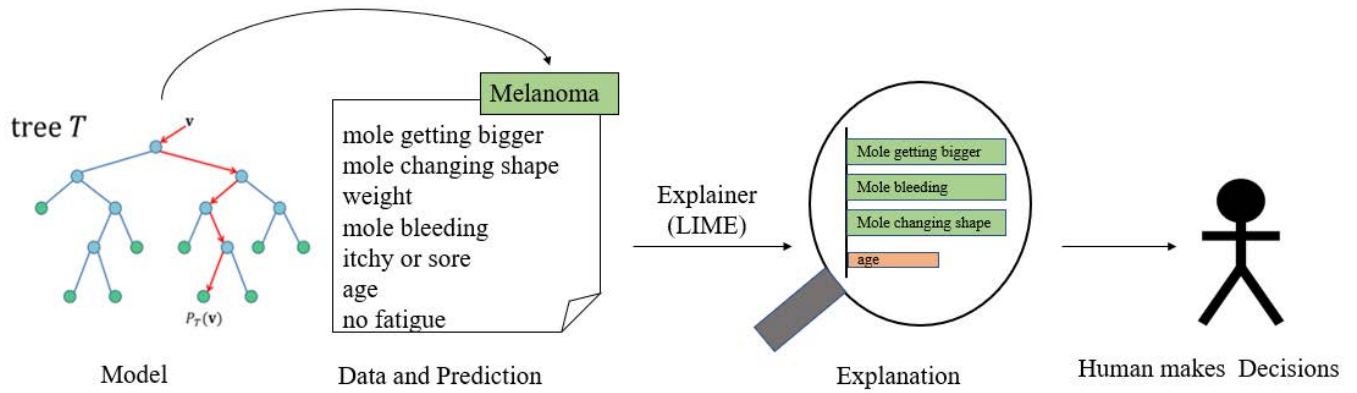 tree T
v
P_T(v)
Model
Melanoma
mole getting bigger
mole changing shape
weight
mole bleeding
itchy or sore
age
no fatigue
Data and Prediction
Explainer
(LIME)
Mole getting bigger
Mole bleeding
Mole changing shape
age
Explanation
Human makes Decisions